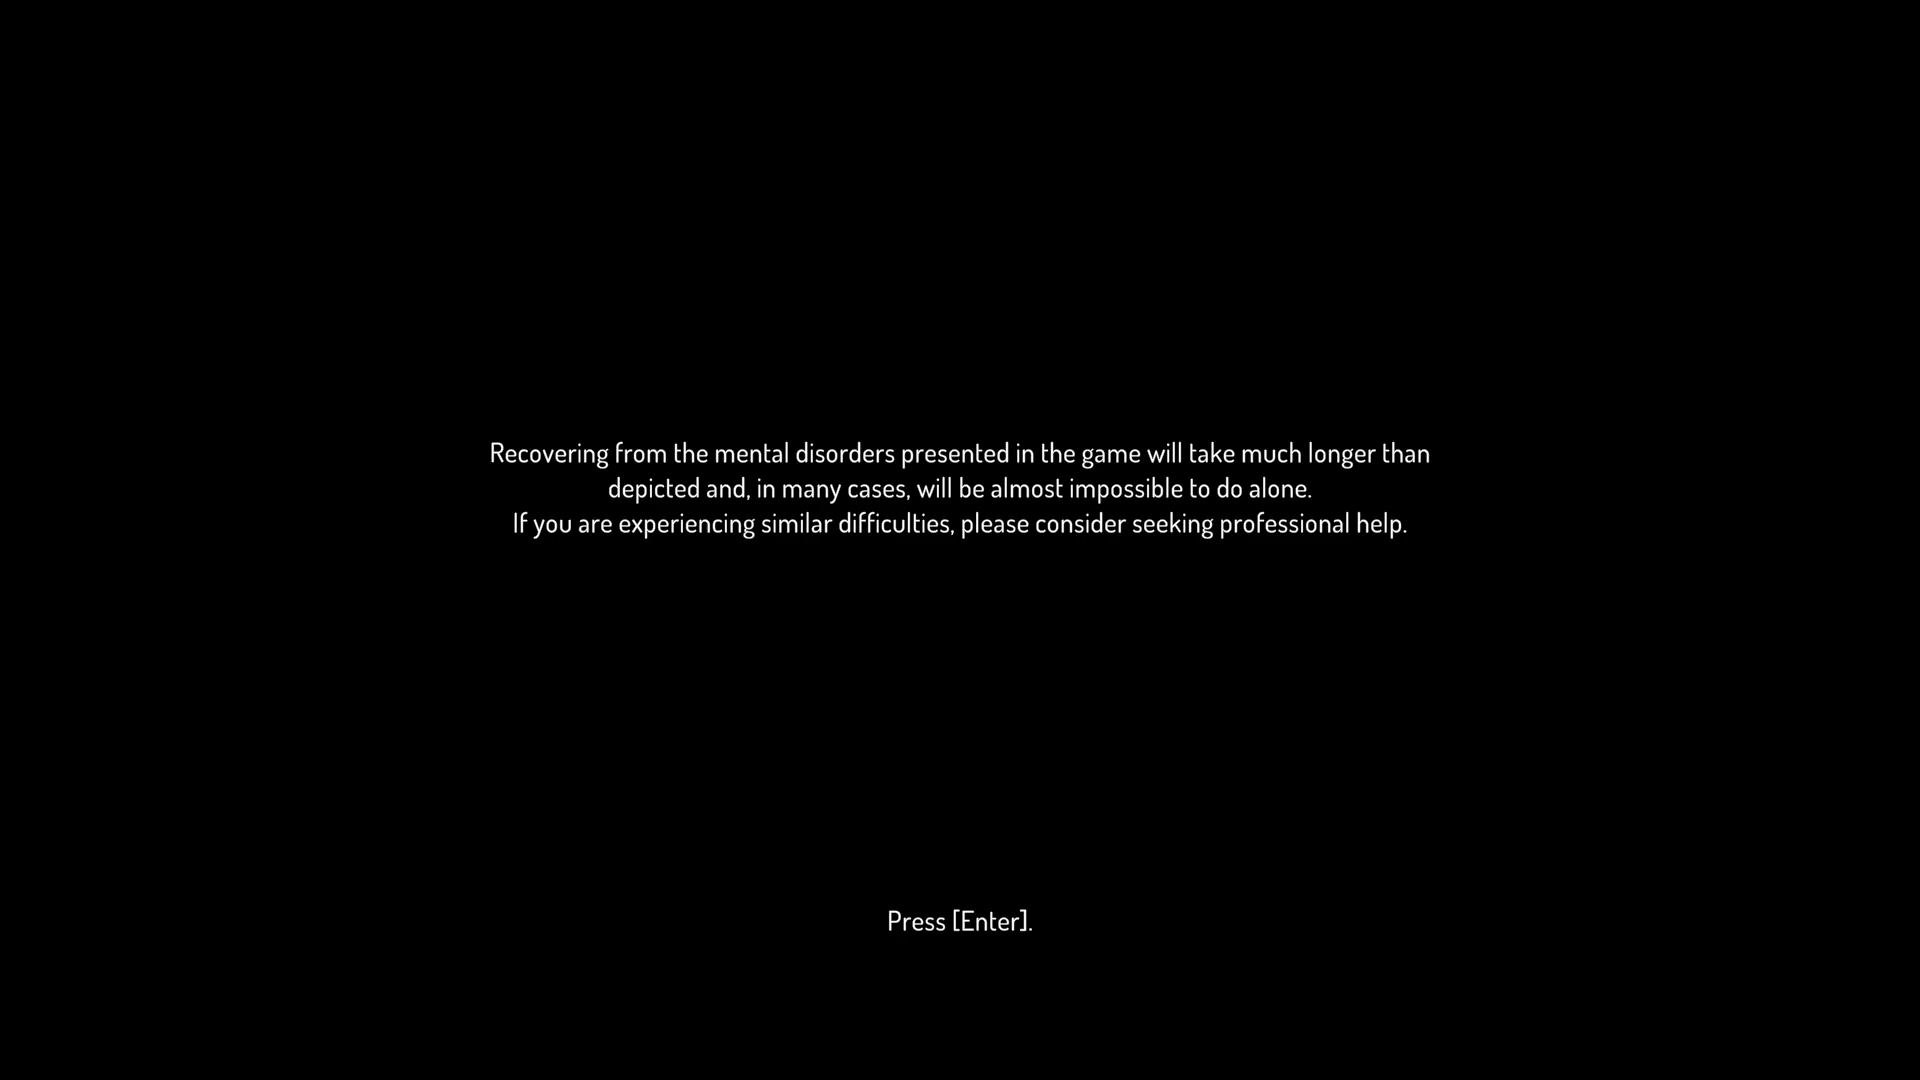 Recovering from the mental disorders presented in the game will take much longer than
depicted and, in many cases, will be almost impossible to do alone.
If you are experiencing similar difficulties, please consider seeking professional help.
Press [Enter].